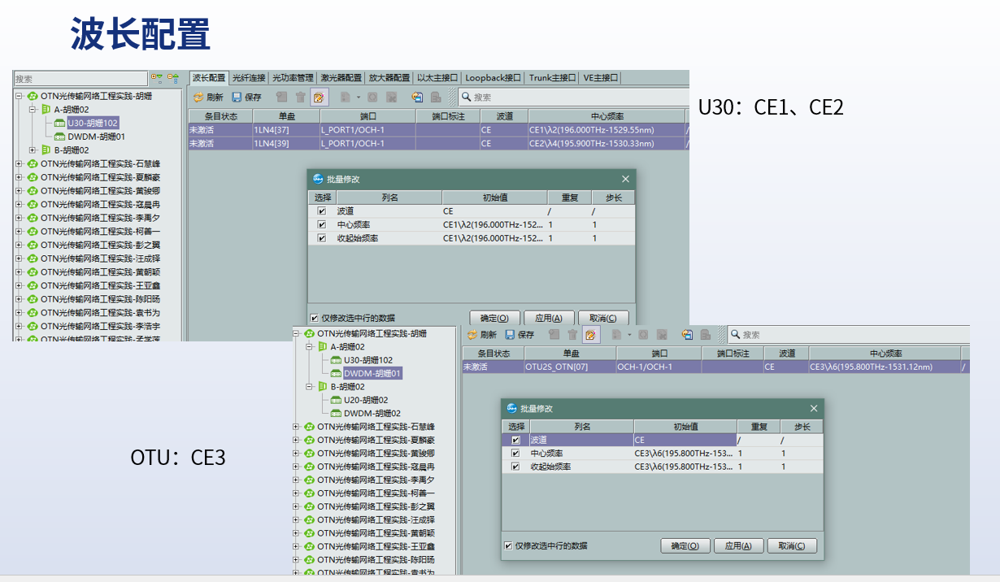 波长配置
搜索
OTN光传输网络工程实践-胡姗
A-胡姗02
U30-胡姗102
DWDM-胡姗01
B-胡姗02
OTN光传输网络工程实践-石慧峰
OTN光传输网络工程实践-夏麟豪
OTN光传输网络工程实践-黄骏卿
OTN光传输网络工程实践-寇晨冉
OTN光传输网络工程实践-李禹夕
OTN光传输网络工程实践-柯善一
OTN光传输网络工程实践-彭之翼
OTN光传输网络工程实践-汪成铎
OTN光传输网络工程实践-黄朝颖
OTN光传输网络工程实践-王亚鑫
OTN光传输网络工程实践-陈阳旸
OTN光传输网络工程实践-袁书为
OTN光传输网络工程实践-李浩宇
波长配置 光纤连接 光功率管理 激光器配置 放大器配置 以太主接口 Loopback接口 Trunk主接口 VE主接口
刷新 保存 搜索
条目状态 单盘 端口 端口标注 波道 中心频率
未激活 1LN4[37] L_PORT1/OCH-1 CE CE1\λ2(196.000THz-1529.55nm) /
未激活 1LN4[39] L_PORT1/OCH-1 CE CE2\λ4(195.900THz-1530.33nm) /
批量修改
选择 列名 初始值 重复 步长
波道 CE / /
中心频率 CE1\λ2(196.000THz-152... 1 1
收起始频率 CE1\λ2(196.000THz-152... 1 1
仅修改选中行的数据 确定(O) 应用(A) 取消(C)
U30：CE1、CE2
OTU：CE3
OTN光传输网络工程实践-胡姗
A-胡姗02
U30-胡姗102
DWDM-胡姗01
B-胡姗02
U20-胡姗02
DWDM-胡姗02
OTN光传输网络工程实践-石慧峰
OTN光传输网络工程实践-夏麟豪
OTN光传输网络工程实践-黄骏卿
OTN光传输网络工程实践-寇晨冉
OTN光传输网络工程实践-李禹夕
OTN光传输网络工程实践-柯善一
OTN光传输网络工程实践-彭之翼
OTN光传输网络工程实践-汪成铎
OTN光传输网络工程实践-黄朝颖
OTN光传输网络工程实践-王亚鑫
OTN光传输网络工程实践-陈阳旸
OTN光传输网络工程实践-袁书为
刷新 保存 搜索
条目状态 单盘 端口 端口标注 波道 中心频率
未激活 OTU2S_OTN[07] OCH-1/OCH-1 CE CE3\λ6(195.800THz-1531.12nm) /
批量修改
选择 列名 初始值 重复 步长
波道 CE / /
中心频率 CE3\λ6(195.800THz-153... 1 1
收起始频率 CE3\λ6(195.800THz-153... 1 1
仅修改选中行的数据 确定(O) 应用(A) 取消(C)